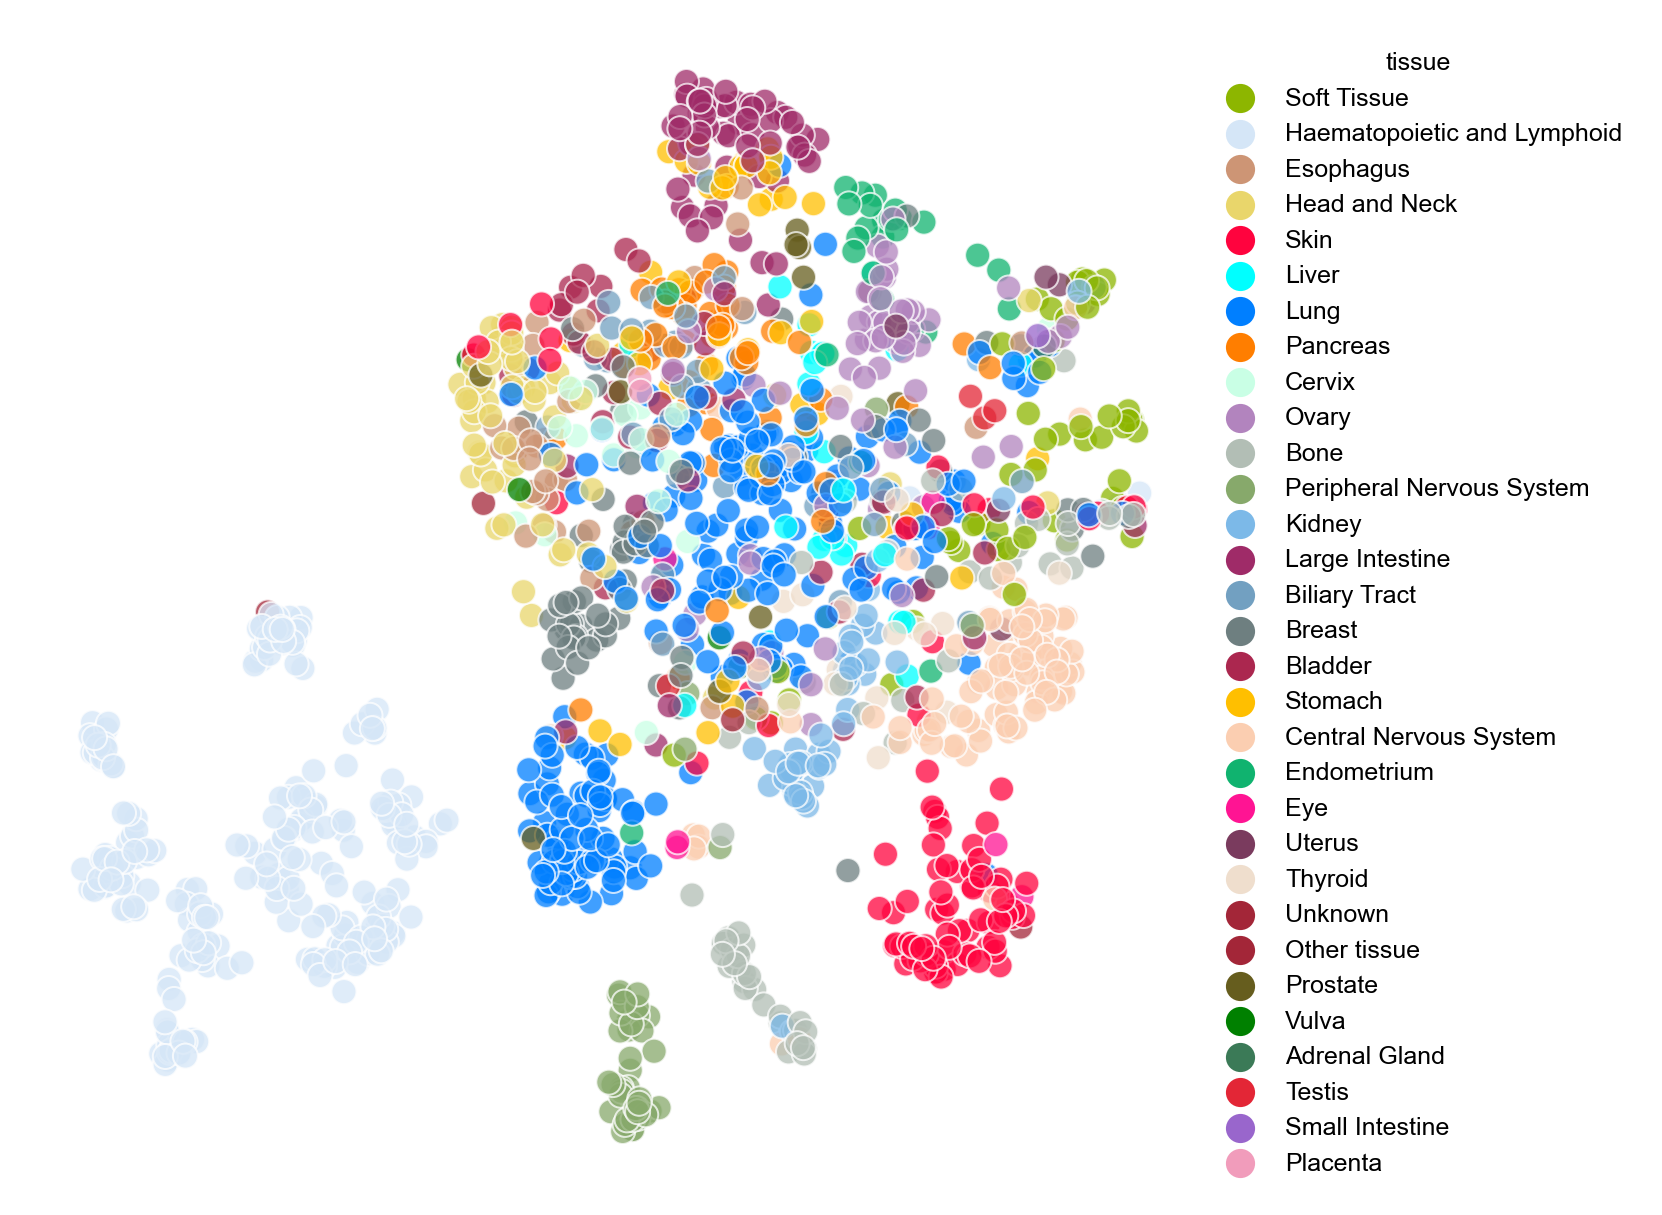 tissue
Soft Tissue
Haematopoietic and Lymphoid
Esophagus
Head and Neck
Skin
Liver
Lung
Pancreas
Cervix
Ovary
Bone
Peripheral Nervous System
Kidney
Large Intestine
Biliary Tract
Breast
Bladder
Stomach
Central Nervous System
Endometrium
Eye
Uterus
Thyroid
Unknown
Other tissue
Prostate
Vulva
Adrenal Gland
Testis
Small Intestine
Placenta